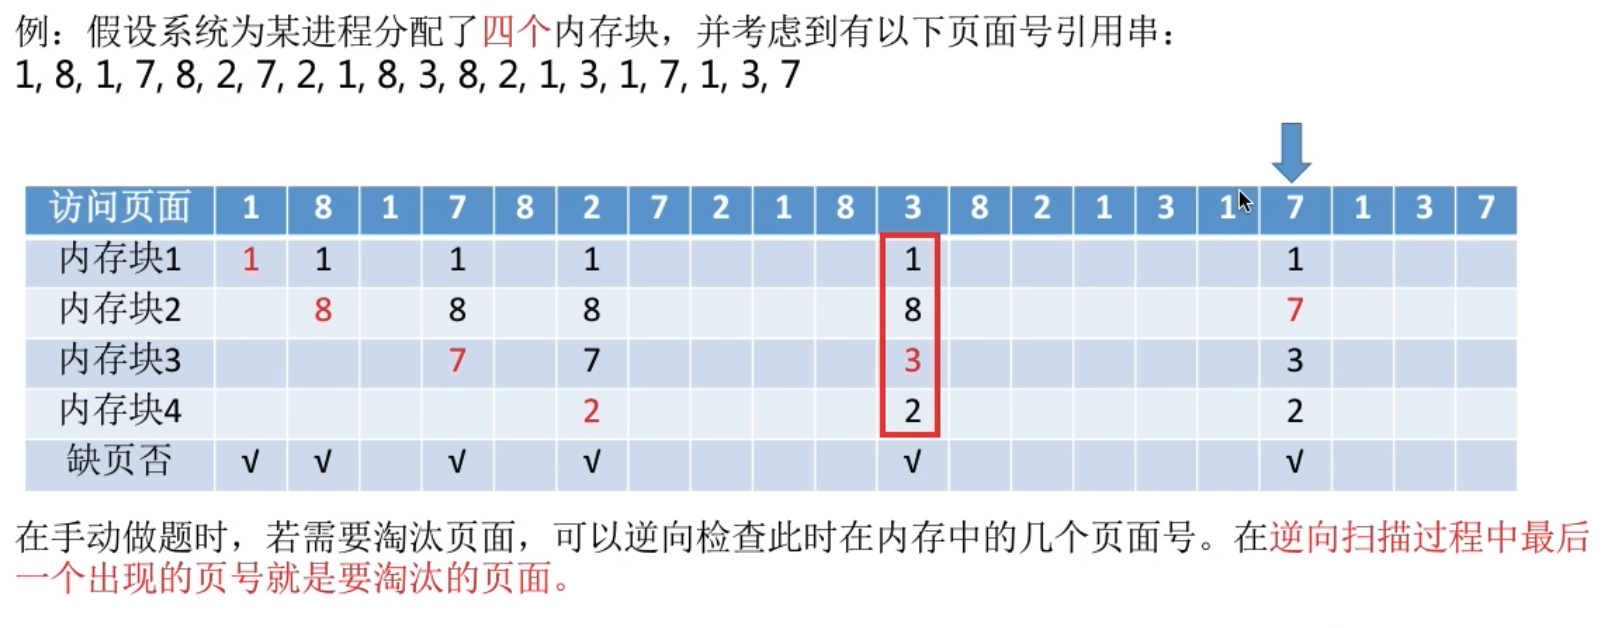 例：假设系统为某进程分配了四个内存块，并考虑到有以下页面号引用串：
1, 8, 1, 7, 8, 2, 7, 2, 1, 8, 3, 8, 2, 1, 3, 1, 7, 1, 3, 7
访问页面 1 8 1 7 8 2 7 2 1 8 3 8 2 1 3 1 7 1 3 7
内存块1 1 1 1 1 1 1
内存块2 8 8 8 8 7
内存块3 7 7 3 3
内存块4 2 2 2
缺页否 √ √ √ √ √ √
在手动做题时，若需要淘汰页面，可以逆向检查此时在内存中的几个页面号。在逆向扫描过程中最后
一个出现的页号就是要淘汰的页面。